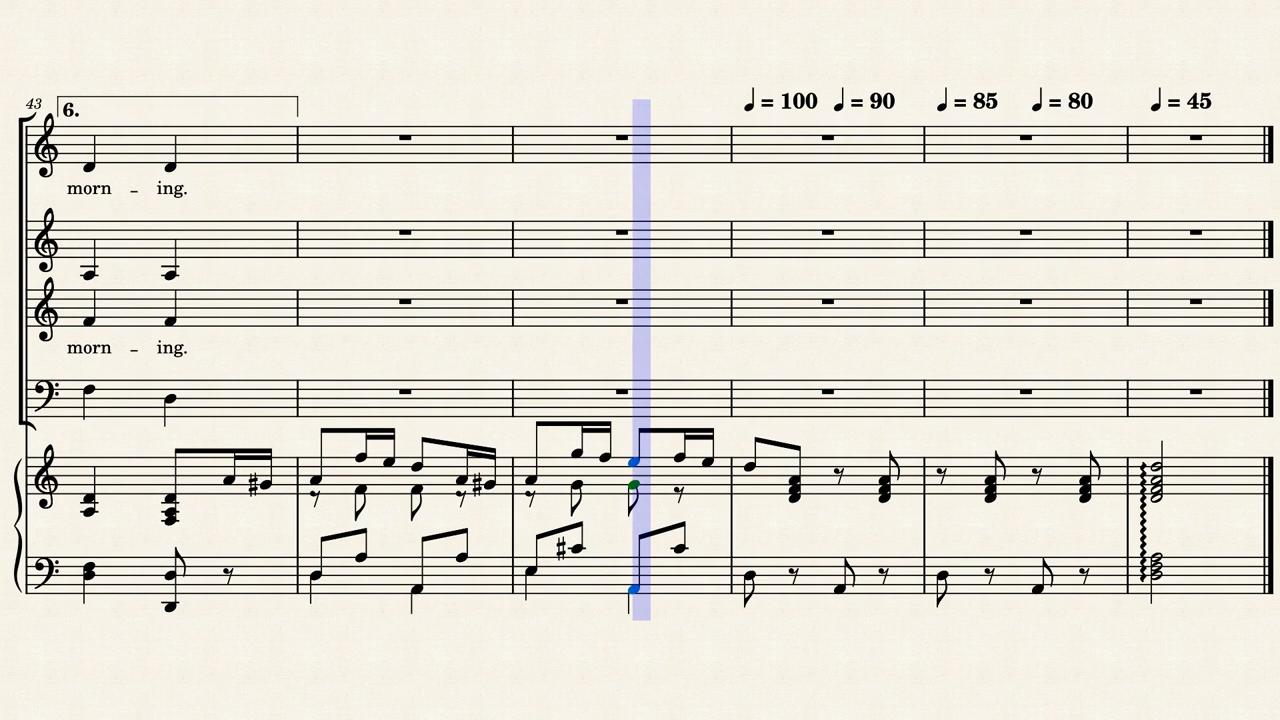 43
6.
♩ = 100 ♩ = 90 ♩ = 85 ♩ = 80 ♩ = 45
morn - ing.
morn - ing.